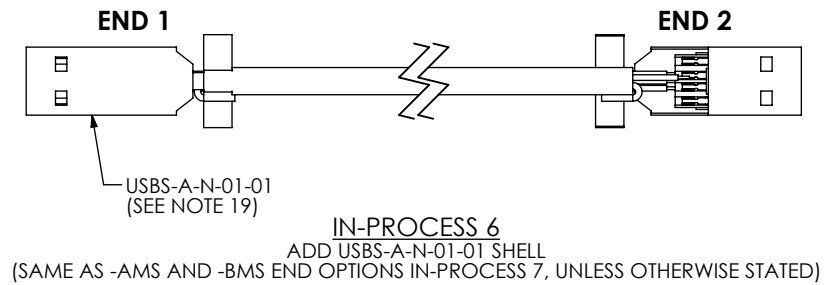 END 1
END 2
USBS-A-N-01-01
(SEE NOTE 19)
IN-PROCESS 6
ADD USBS-A-N-01-01 SHELL
(SAME AS -AMS AND -BMS END OPTIONS IN-PROCESS 7, UNLESS OTHERWISE STATED)